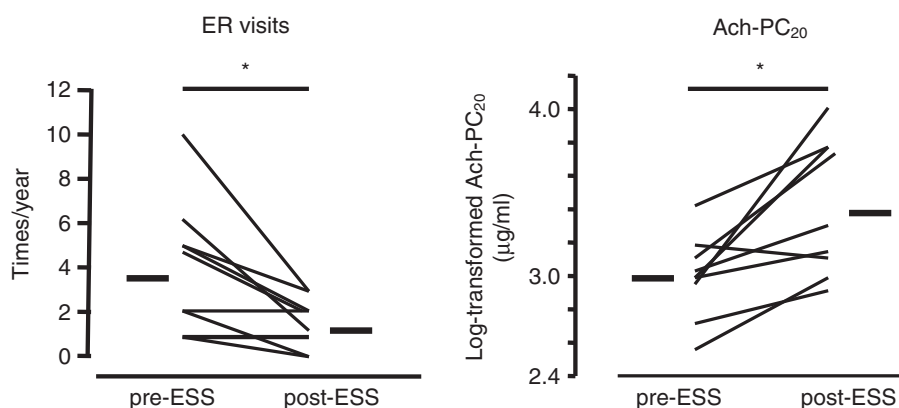 ER visits
*
Times/year
12
10
8
6
4
2
0
pre-ESS post-ESS
Ach-PC₂₀
*
Log-transformed Ach-PC₂₀
(µg/ml)
4.0
3.0
2.4
pre-ESS post-ESS